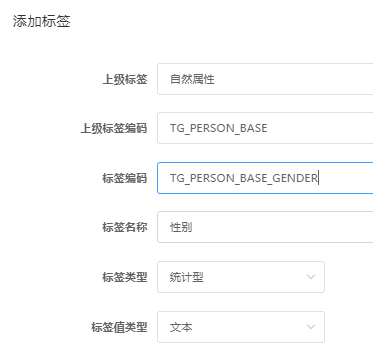 添加标签
上级标签 自然属性
上级标签编码 TG_PERSON_BASE
标签编码 TG_PERSON_BASE_GENDER
标签名称 性别
标签类型 统计型
标签值类型 文本